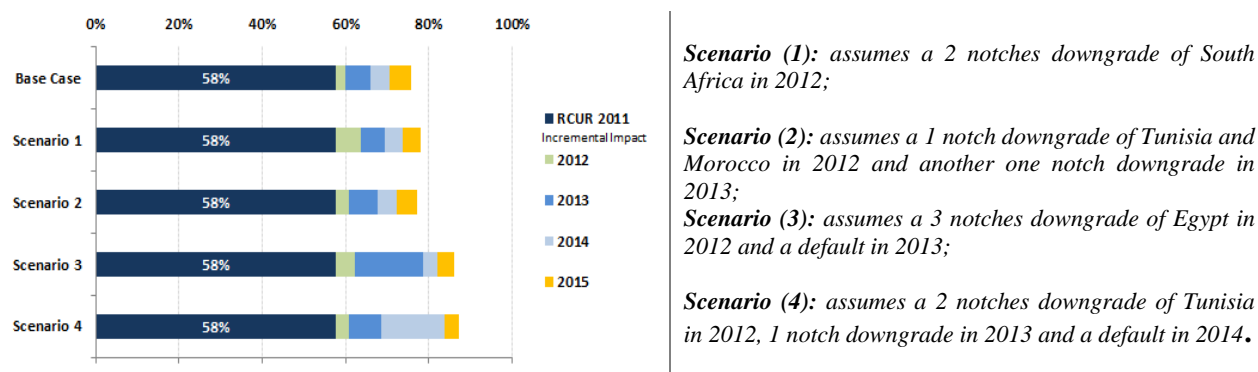 0% 20% 40% 60% 80% 100%
Base Case 58%
Scenario 1 58%
Scenario 2 58%
Scenario 3 58%
Scenario 4 58%
RCUR 2011
Incremental Impact
2012
2013
2014
2015
Scenario (1): assumes a 2 notches downgrade of South
Africa in 2012;
Scenario (2): assumes a 1 notch downgrade of Tunisia and
Morocco in 2012 and another one notch downgrade in
2013;
Scenario (3): assumes a 3 notches downgrade of Egypt in
2012 and a default in 2013;
Scenario (4): assumes a 2 notches downgrade of Tunisia
in 2012, 1 notch downgrade in 2013 and a default in 2014.